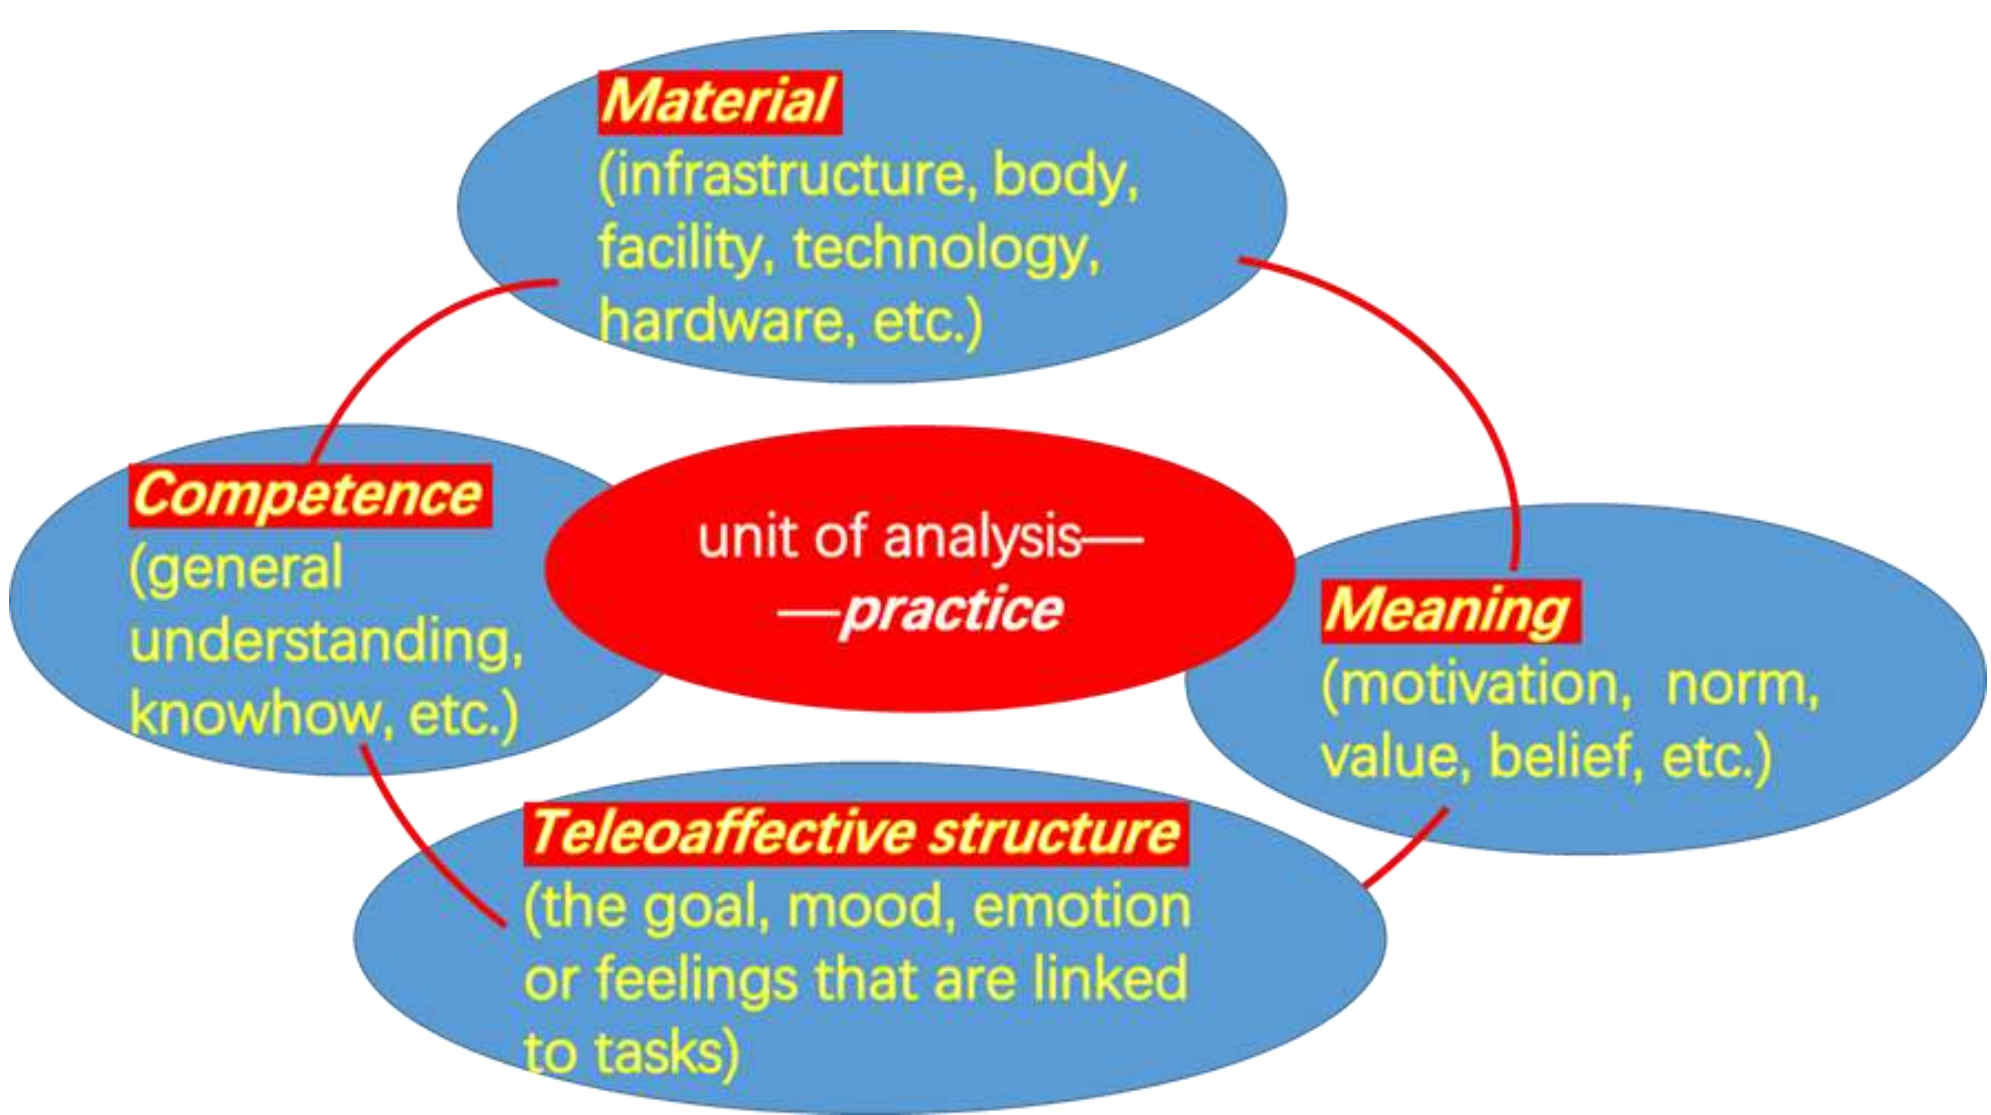 Material
(infrastructure, body,
facility, technology,
hardware, etc.)
Competence
(general
understanding,
knowhow, etc.)
unit of analysis—
—practice
Meaning
(motivation, norm,
value, belief, etc.)
Teleoaffective structure
(the goal, mood, emotion
or feelings that are linked
to tasks)